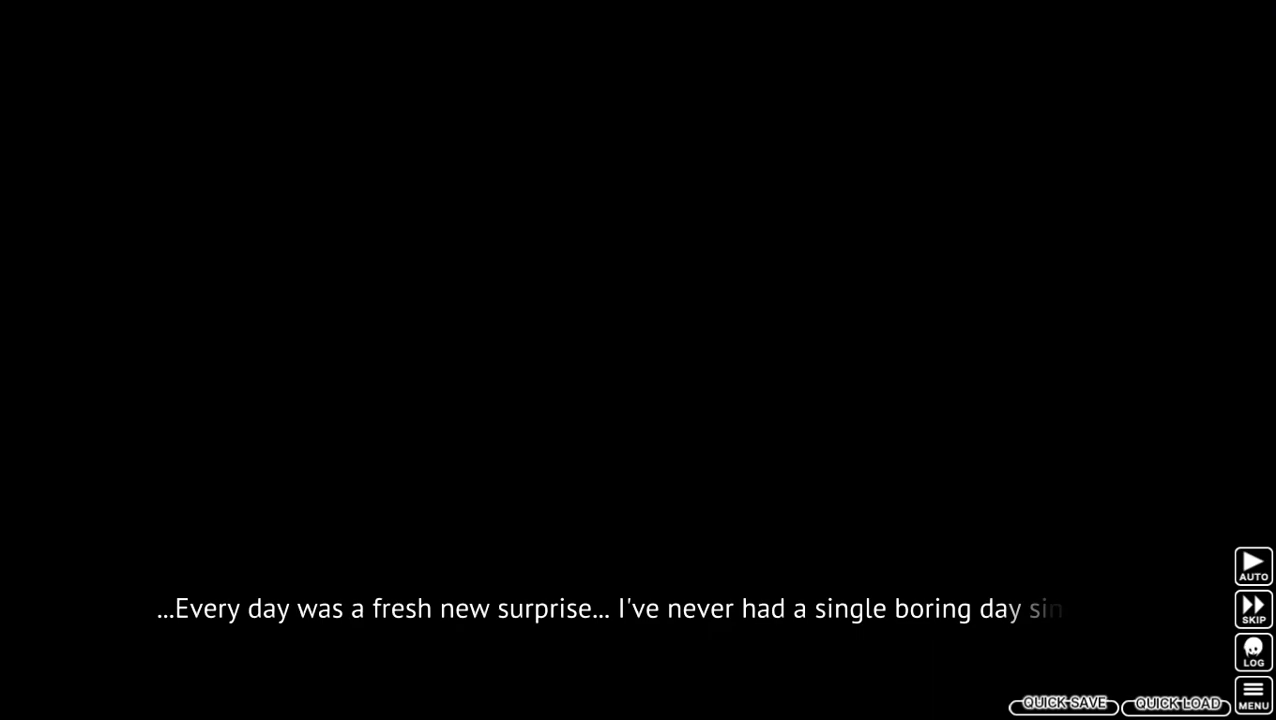 ...Every day was a fresh new surprise... I've never had a single boring day sin
AUTO
SKIP
LOG
MENU
QUICK SAVE QUICK LOAD